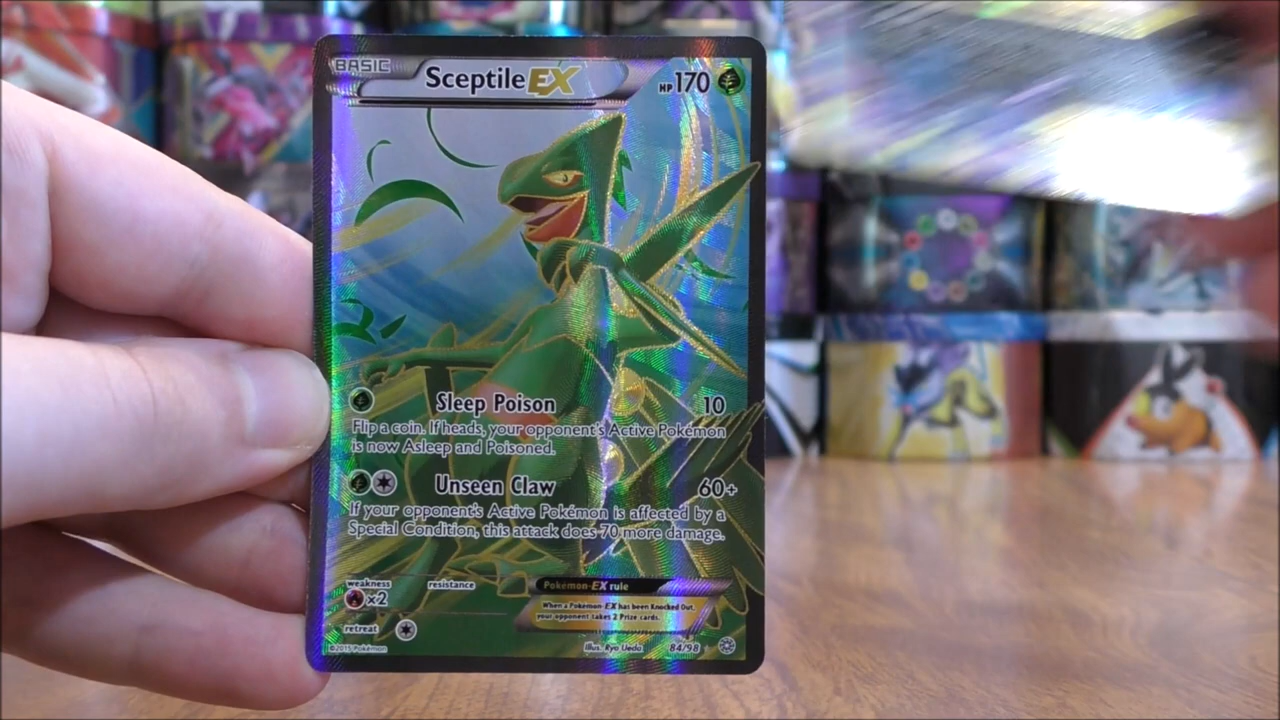 BASIC
Sceptile EX HP 170
Sleep Poison 10
Flip a coin. If heads, your opponent's Active Pokémon
is now Asleep and Poisoned.
Unseen Claw 60+
If your opponent's Active Pokémon is affected by a
Special Condition, this attack does 70 more damage.
weakness resistance
x2
Pokémon-EX rule
When a Pokémon-EX has been Knocked Out,
your opponent takes 2 Prize cards.
retreat
©2015 Pokémon Illus. Ryo Ueda 84/98